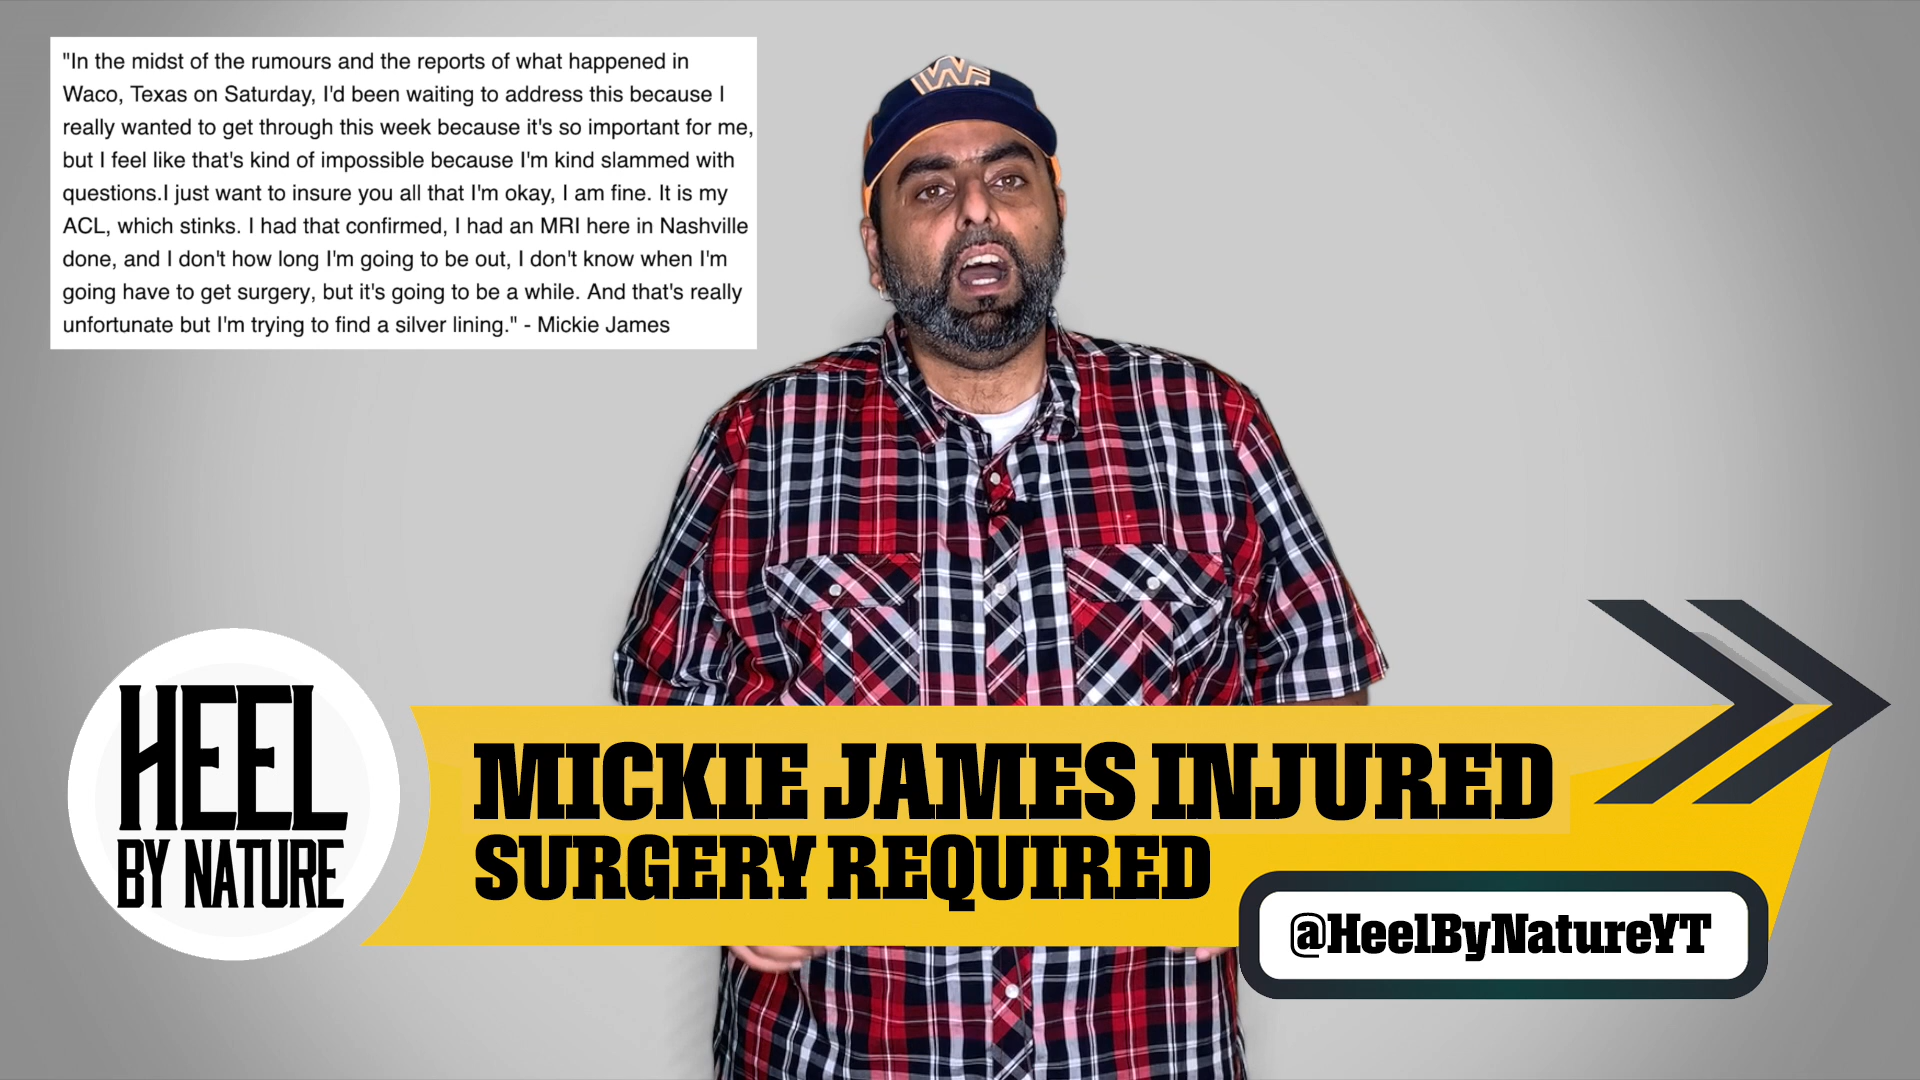 "In the midst of the rumours and the reports of what happened in
Waco, Texas on Saturday, I'd been waiting to address this because I
really wanted to get through this week because it's so important for me,
but I feel like that's kind of impossible because I'm kind slammed with
questions.I just want to insure you all that I'm okay, I am fine. It is my
ACL, which stinks. I had that confirmed, I had an MRI here in Nashville
done, and I don't how long I'm going to be out, I don't know when I'm
going have to get surgery, but it's going to be a while. And that's really
unfortunate but I'm trying to find a silver lining." - Mickie James
HEEL
BY NATURE
MICKIE JAMES INJURED
SURGERY REQUIRED
@HeelByNatureYT